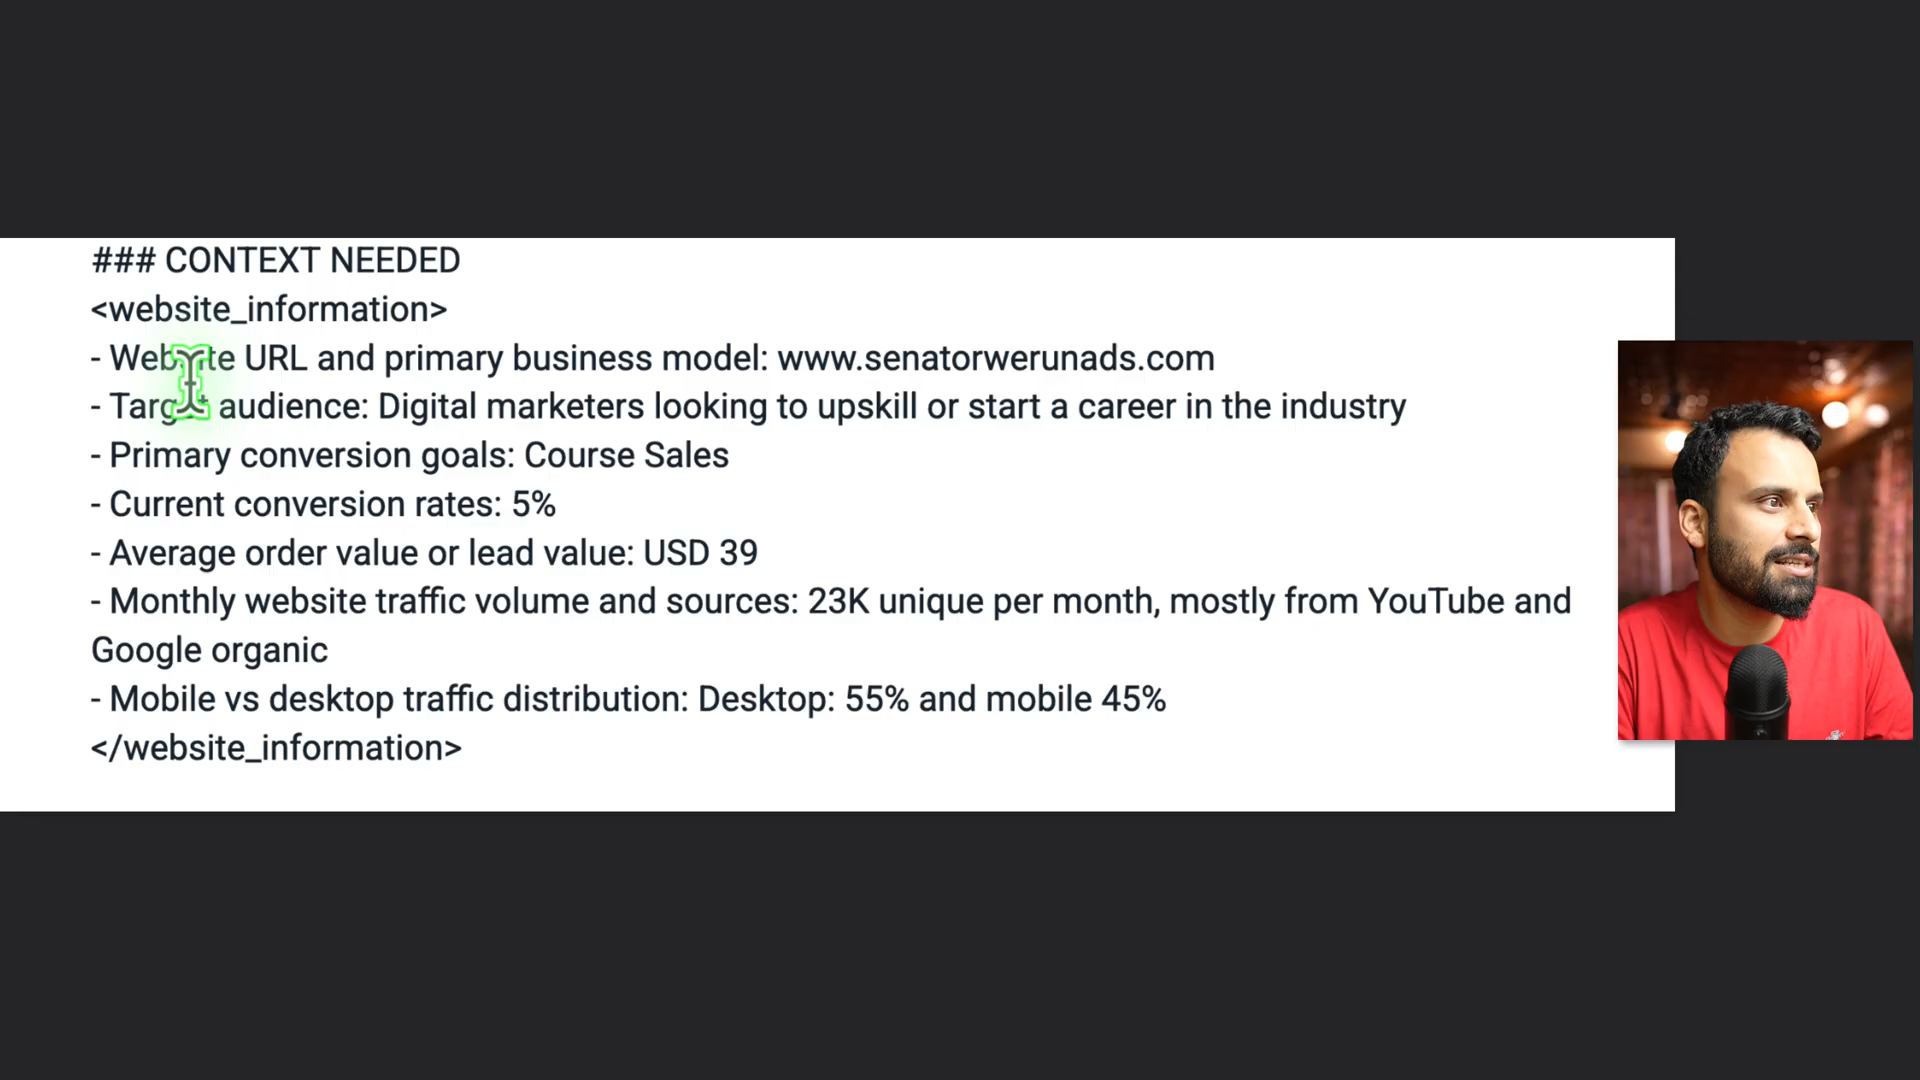 ### CONTEXT NEEDED
<website_information>
- Website URL and primary business model: www.senatorwerunads.com
- Target audience: Digital marketers looking to upskill or start a career in the industry
- Primary conversion goals: Course Sales
- Current conversion rates: 5%
- Average order value or lead value: USD 39
- Monthly website traffic volume and sources: 23K unique per month, mostly from YouTube and
Google organic
- Mobile vs desktop traffic distribution: Desktop: 55% and mobile 45%
</website_information>